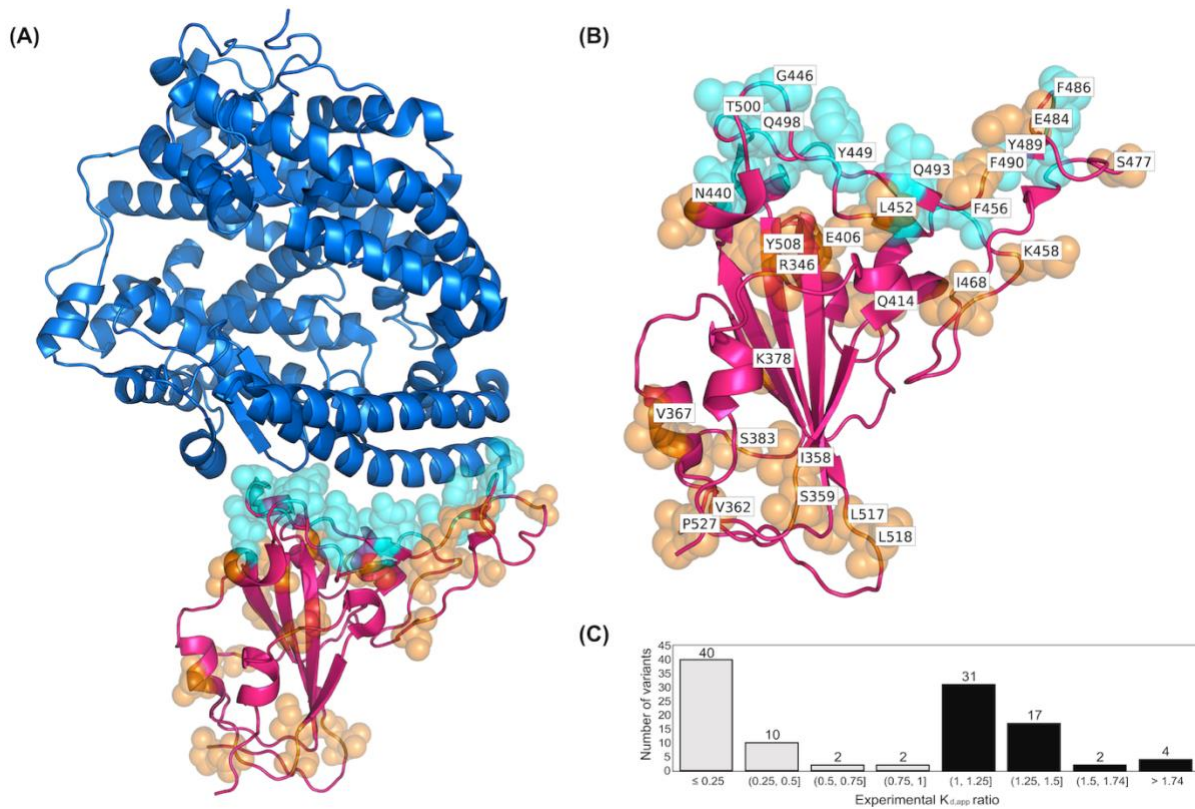 (A)
(B)
G446
F486
T500
E484
Q498
Y489
Y449
S477
Q493
F490
N440
L452
F456
E406
Y508
K458
R346
I468
Q414
K378
V367
S383
I358
V362
S359
L517
P527
L518
(C)
Number of variants
45
40
35
30
25
20
15
10
5
0
40
10
2
2
31
17
2
4
≤ 0.25
(0.25, 0.5]
(0.5, 0.75]
(0.75, 1]
(1, 1.25]
(1.25, 1.5]
(1.5, 1.74]
> 1.74
Experimental Kd,app ratio